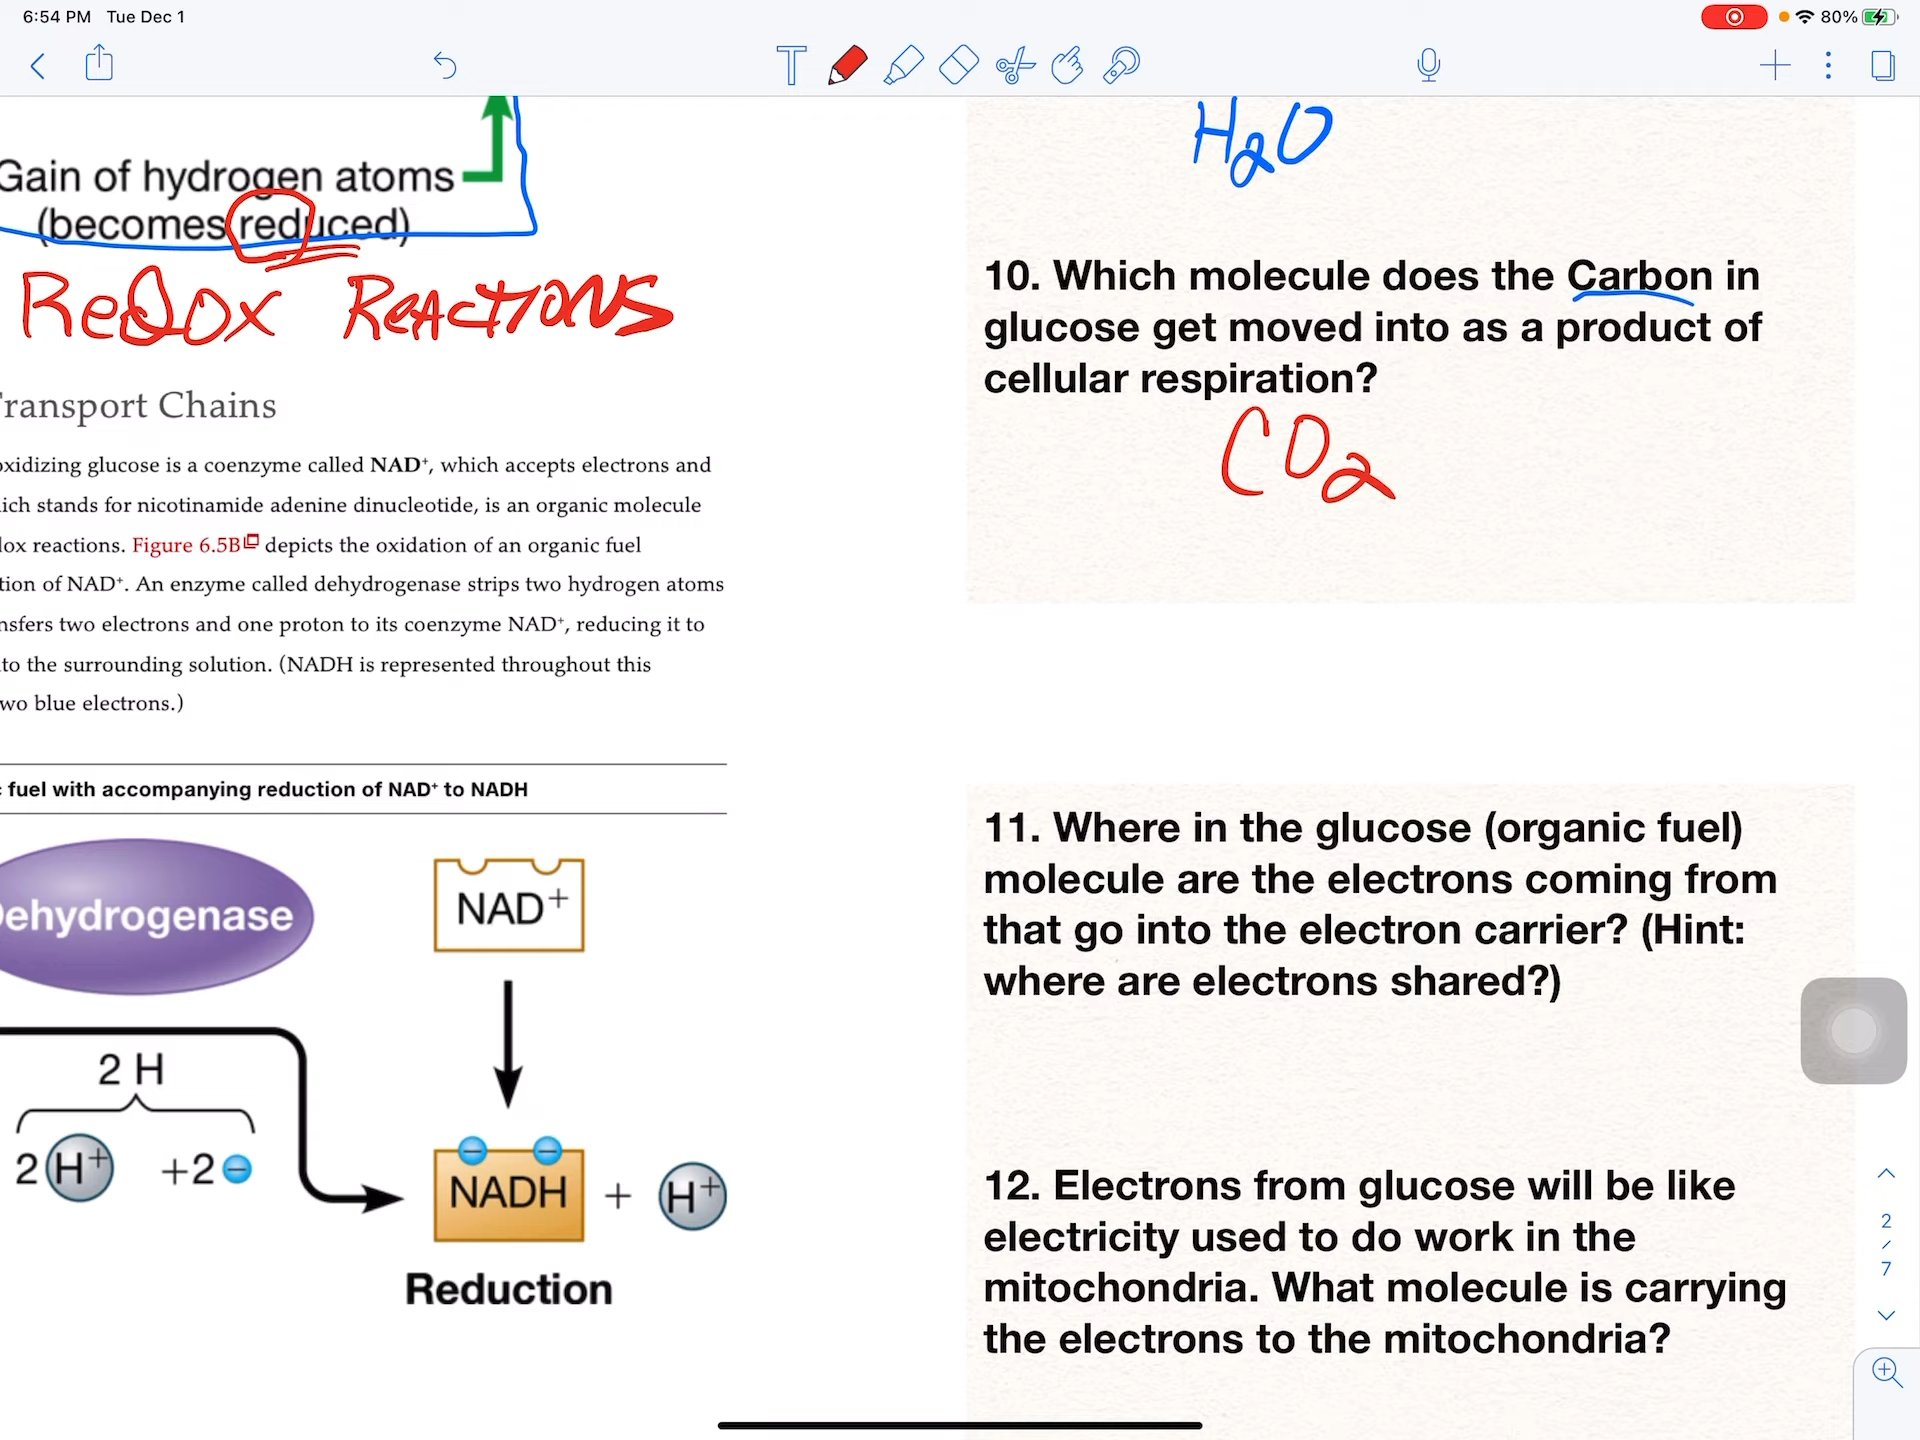 6:54 PM Tue Dec 1
80%
Gain of hydrogen atoms
(becomes reduced)
ReDox Reactions
Transport Chains
oxidizing glucose is a coenzyme called NAD⁺, which accepts electrons and
stands for nicotinamide adenine dinucleotide, is an organic molecule
reactions. Figure 6.5B depicts the oxidation of an organic fuel
of NAD⁺. An enzyme called dehydrogenase strips two hydrogen atoms
two electrons and one proton to its coenzyme NAD⁺, reducing it to
to the surrounding solution. (NADH is represented throughout this
two blue electrons.)
fuel with accompanying reduction of NAD⁺ to NADH
Dehydrogenase
NAD⁺
2 H
2 H⁺ +2 −
− −
NADH + H⁺
Reduction
H₂O
10. Which molecule does the Carbon in
glucose get moved into as a product of
cellular respiration?
CO₂
11. Where in the glucose (organic fuel)
molecule are the electrons coming from
that go into the electron carrier? (Hint:
where are electrons shared?)
12. Electrons from glucose will be like
electricity used to do work in the
mitochondria. What molecule is carrying
the electrons to the mitochondria?
2
/
7